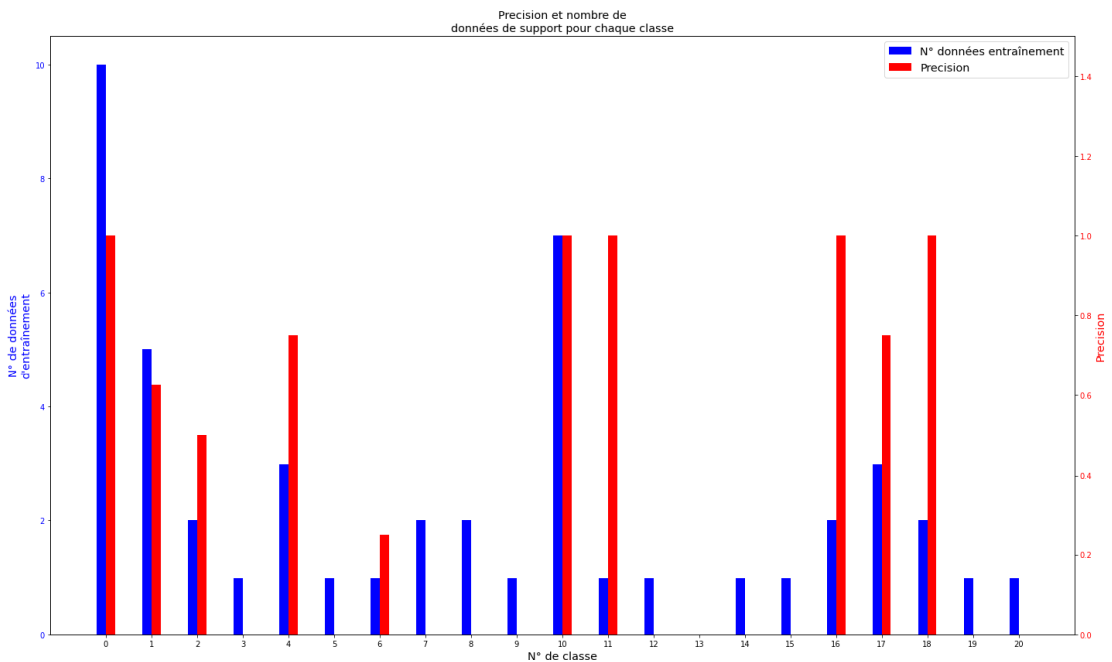 Precision et nombre de
données de support pour chaque classe
N° données entraînement
Precision
10
8
6
4
2
0
N° de données
d'entraînement
1.4
1.2
1.0
0.8
0.6
0.4
0.2
0.0
Precision
0 1 2 3 4 5 6 7 8 9 10 11 12 13 14 15 16 17 18 19 20
N° de classe